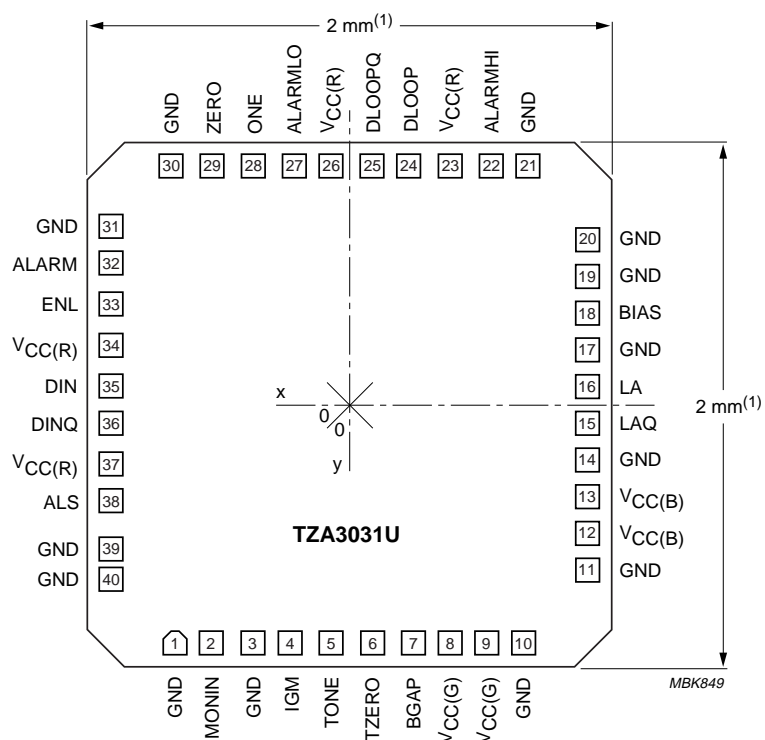 2 mm(1)
GND
ZERO
ONE
ALARMLO
VCC(R)
DLOOPQ
DLOOP
VCC(R)
ALARMHI
GND
30 29 28 27 26 25 24 23 22 21
GND 31
ALARM 32
ENL 33
VCC(R) 34
DIN 35
DINQ 36
VCC(R) 37
ALS 38
GND 39
GND 40
20 GND
19 GND
18 BIAS
17 GND
16 LA
15 LAQ
14 GND
13 VCC(B)
12 VCC(B)
11 GND
x
0
0
y
2 mm(1)
TZA3031U
1 2 3 4 5 6 7 8 9 10
GND
MONIN
GND
IGM
TONE
TZERO
BGAP
VCC(G)
VCC(G)
GND
MBK849